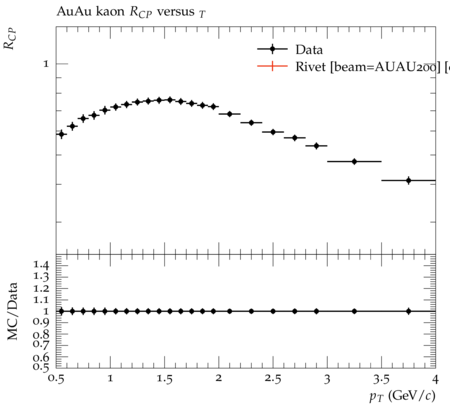 AuAu kaon R_CP versus _T
R_CP
1
Data
Rivet [beam=AUAU200] [
MC/Data
1.4
1.3
1.2
1.1
1
0.9
0.8
0.7
0.6
0.5
0.5 1 1.5 2 2.5 3 3.5 4
p_T (GeV/c)